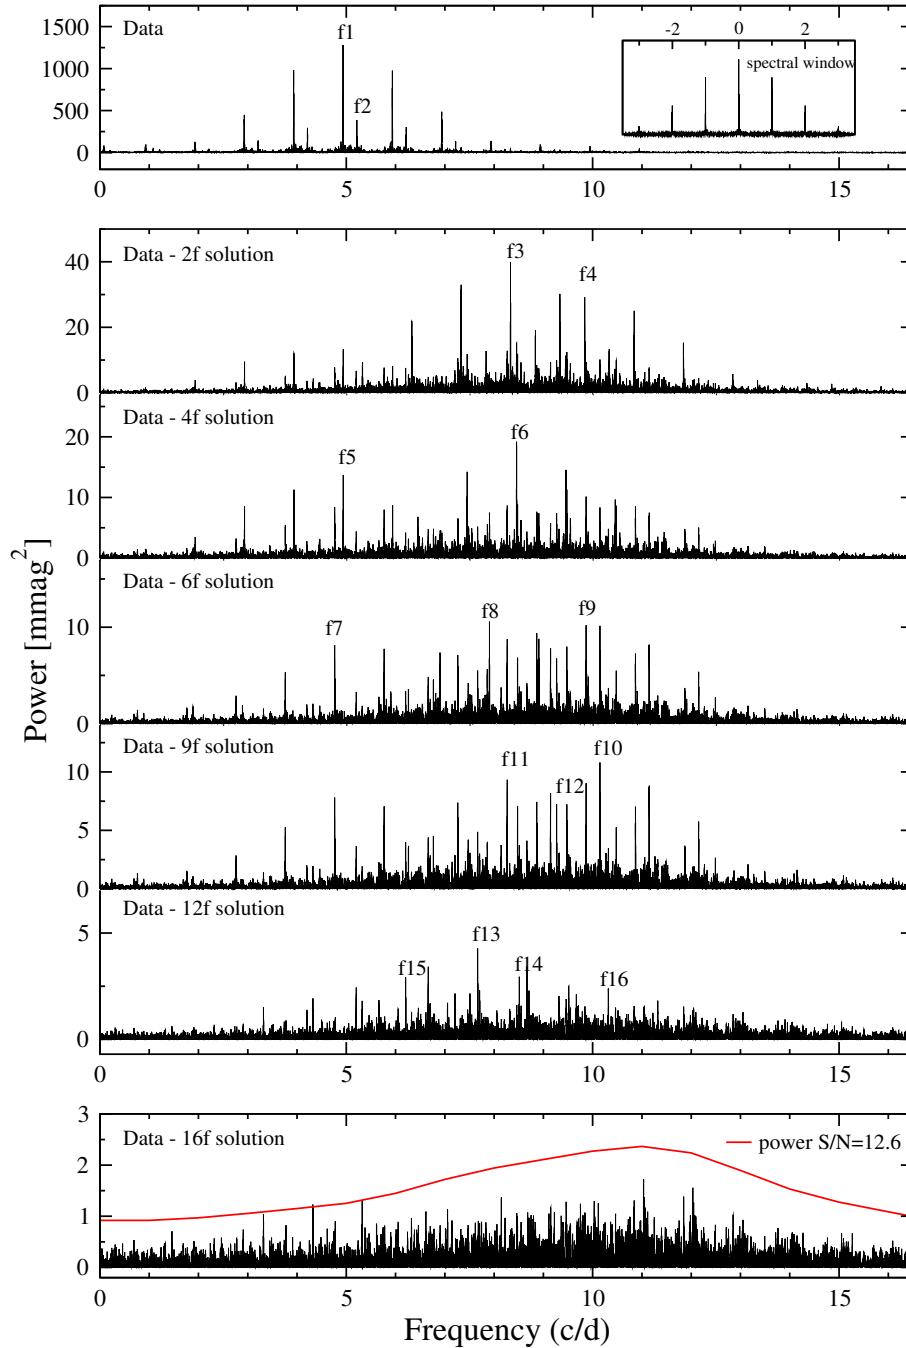 Data
f1
f2
-2 0 2
spectral window
1500
1000
500
0
0 5 10 15
Data - 2f solution
f3
f4
40
20
0
Data - 4f solution
f5
f6
20
10
0
Data - 6f solution
f7
f8
f9
10
0
Data - 9f solution
f10
f11
f12
10
5
0
Data - 12f solution
f13
f14
f15
f16
5
0
0 5 10 15
Data - 16f solution
power S/N=12.6
3
2
1
0
0 5 10 15
Frequency (c/d)
Power [mmag²]